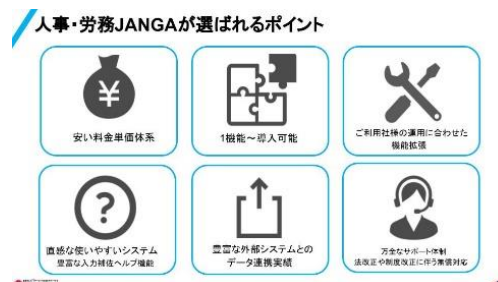 人事・労務JANGAが選ばれるポイント
¥
安い料金単価体系
1機能～導入可能
ご利用社様の運用に合わせた
機能拡張
?
直感な使いやすいシステム
豊富な入力補佐ヘルプ機能
豊富な外部システムとの
データ連携実績
万全なサポート体制
法改正や制度改正に伴う無償対応